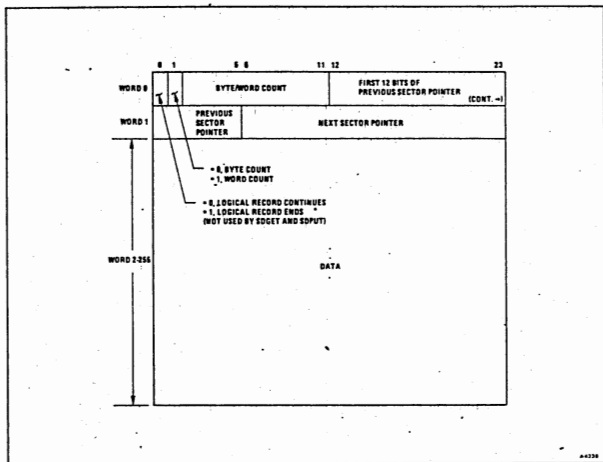 0 1 5 6 11 12 23
WORD 0 BYTE/WORD COUNT FIRST 12 BITS OF
PREVIOUS SECTOR POINTER
(CONT. →)
WORD 1 PREVIOUS
SECTOR
POINTER NEXT SECTOR POINTER
= 0, BYTE COUNT
= 1, WORD COUNT
= 0, LOGICAL RECORD CONTINUES
= 1, LOGICAL RECORD ENDS
(NOT USED BY SDGET AND SDPUT)
WORD 2-255
DATA